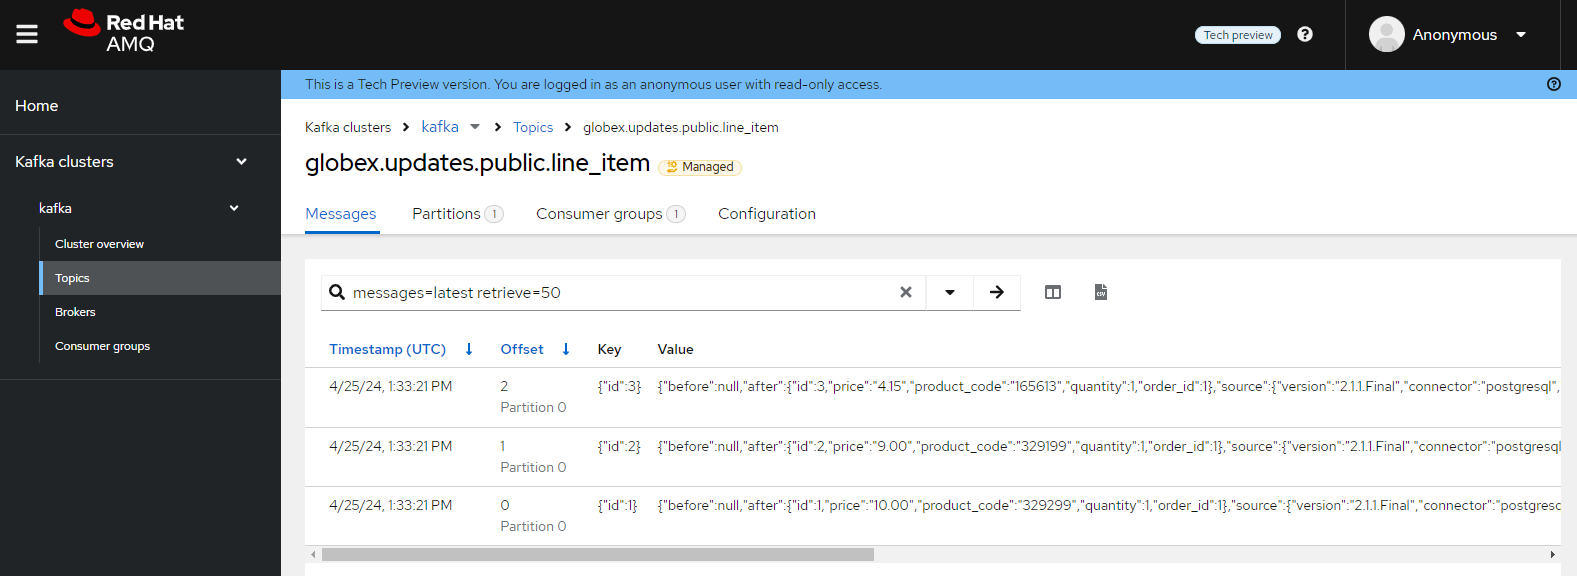 Red Hat
AMQ
Tech preview
Anonymous
This is a Tech Preview version. You are logged in as an anonymous user with read-only access.
Home
Kafka clusters
kafka
Cluster overview
Topics
Brokers
Consumer groups
Kafka clusters > kafka > Topics > globex.updates.public.line_item
globex.updates.public.line_item Managed
Messages Partitions 1 Consumer groups 1 Configuration
messages=latest retrieve=50
CSV
Timestamp (UTC) Offset Key Value
4/25/24, 1:33:21 PM 2 {"id":3} {"before":null,"after":{"id":3,"price":"4.15","product_code":"165613","quantity":1,"order_id":1},"source":{"version":"2.1.1.Final","connector":"postgresql",
Partition 0
4/25/24, 1:33:21 PM 1 {"id":2} {"before":null,"after":{"id":2,"price":"9.00","product_code":"329199","quantity":1,"order_id":1},"source":{"version":"2.1.1.Final","connector":"postgresql
Partition 0
4/25/24, 1:33:21 PM 0 {"id":1} {"before":null,"after":{"id":1,"price":"10.00","product_code":"329299","quantity":1,"order_id":1},"source":{"version":"2.1.1.Final","connector":"postgresc
Partition 0